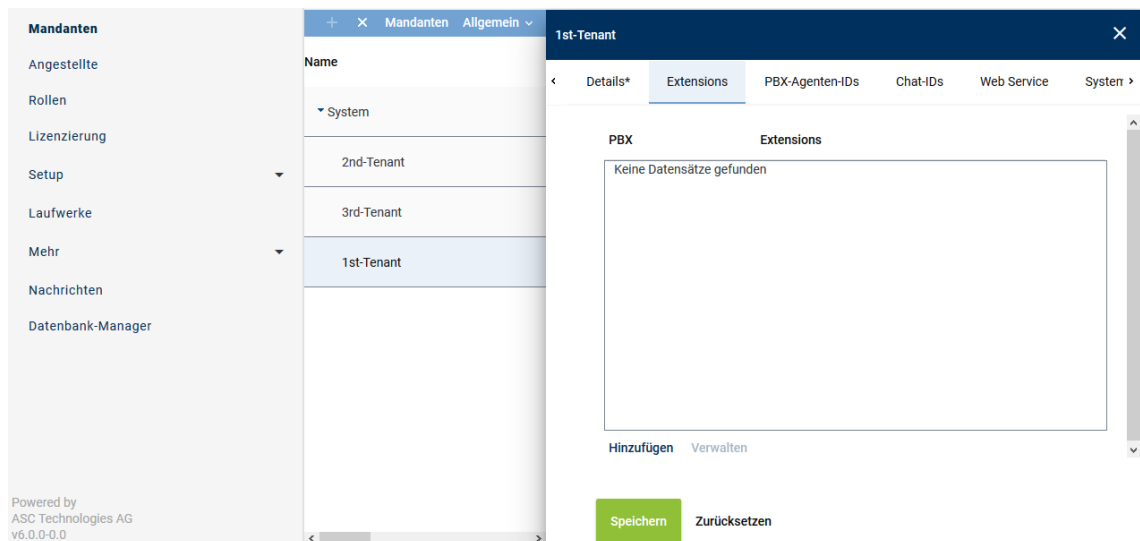 Mandanten
Angestellte
Rollen
Lizenzierung
Setup
Laufwerke
Mehr
Nachrichten
Datenbank-Manager
Powered by
ASC Technologies AG
v6.0.0-0.0
Mandanten Allgemein
Name
System
2nd-Tenant
3rd-Tenant
1st-Tenant
1st-Tenant
Details* Extensions PBX-Agenten-IDs Chat-IDs Web Service System
PBX Extensions
Keine Datensätze gefunden
Hinzufügen Verwalten
Speichern Zurücksetzen